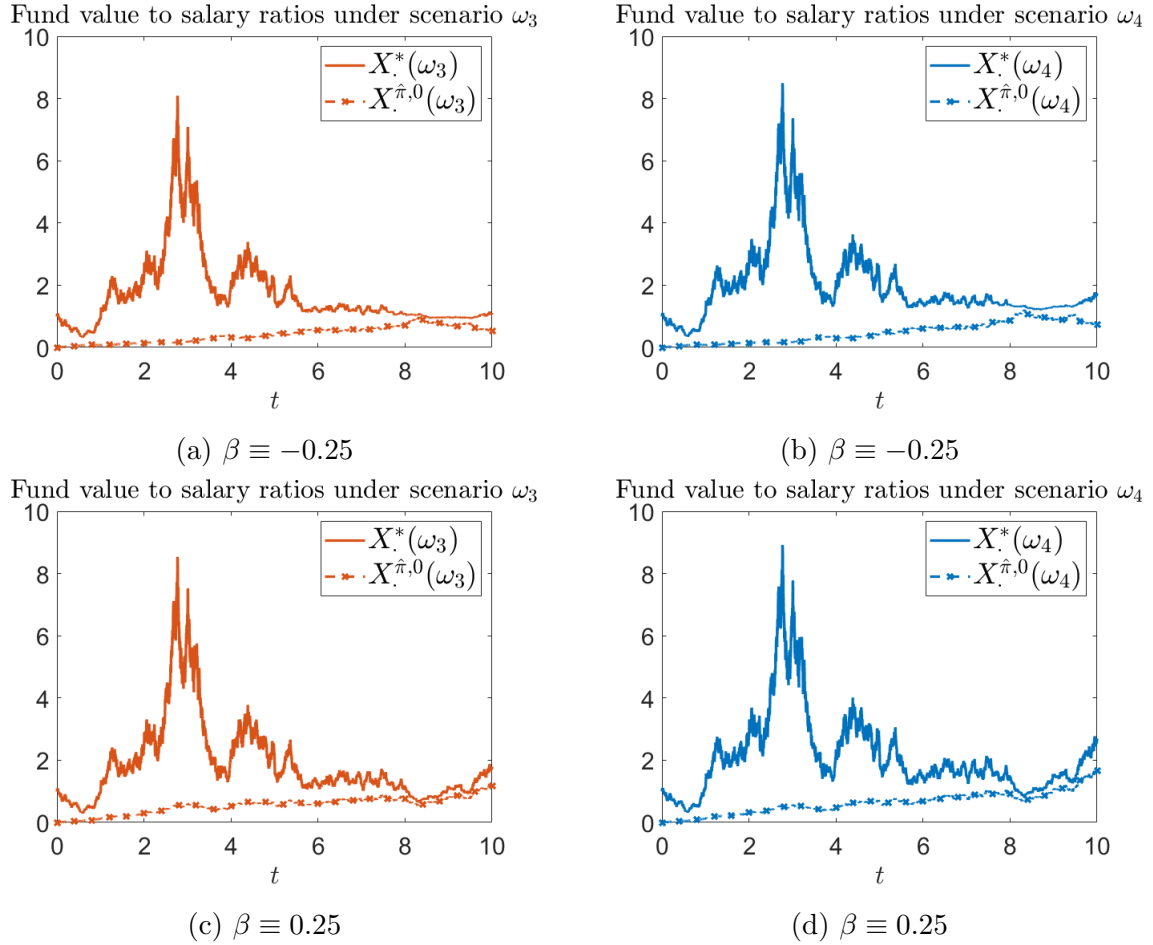 Fund value to salary ratios under scenario ω₃
10
8
6
4
2
0
0 2 4 6 8 10
t
X.*(ω₃)
X.^{π̂,0}(ω₃)
(a) β ≡ −0.25
Fund value to salary ratios under scenario ω₄
10
8
6
4
2
0
0 2 4 6 8 10
t
X.*(ω₄)
X.^{π̂,0}(ω₄)
(b) β ≡ −0.25
Fund value to salary ratios under scenario ω₃
10
8
6
4
2
0
0 2 4 6 8 10
t
X.*(ω₃)
X.^{π̂,0}(ω₃)
(c) β ≡ 0.25
Fund value to salary ratios under scenario ω₄
10
8
6
4
2
0
0 2 4 6 8 10
t
X.*(ω₄)
X.^{π̂,0}(ω₄)
(d) β ≡ 0.25